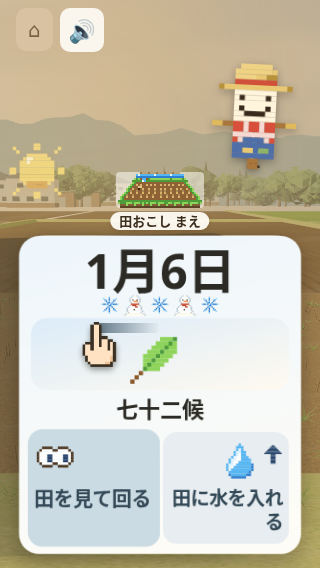 田おこし まえ
1月6日
七十二候
田を見て回る
田に水を入れ
る